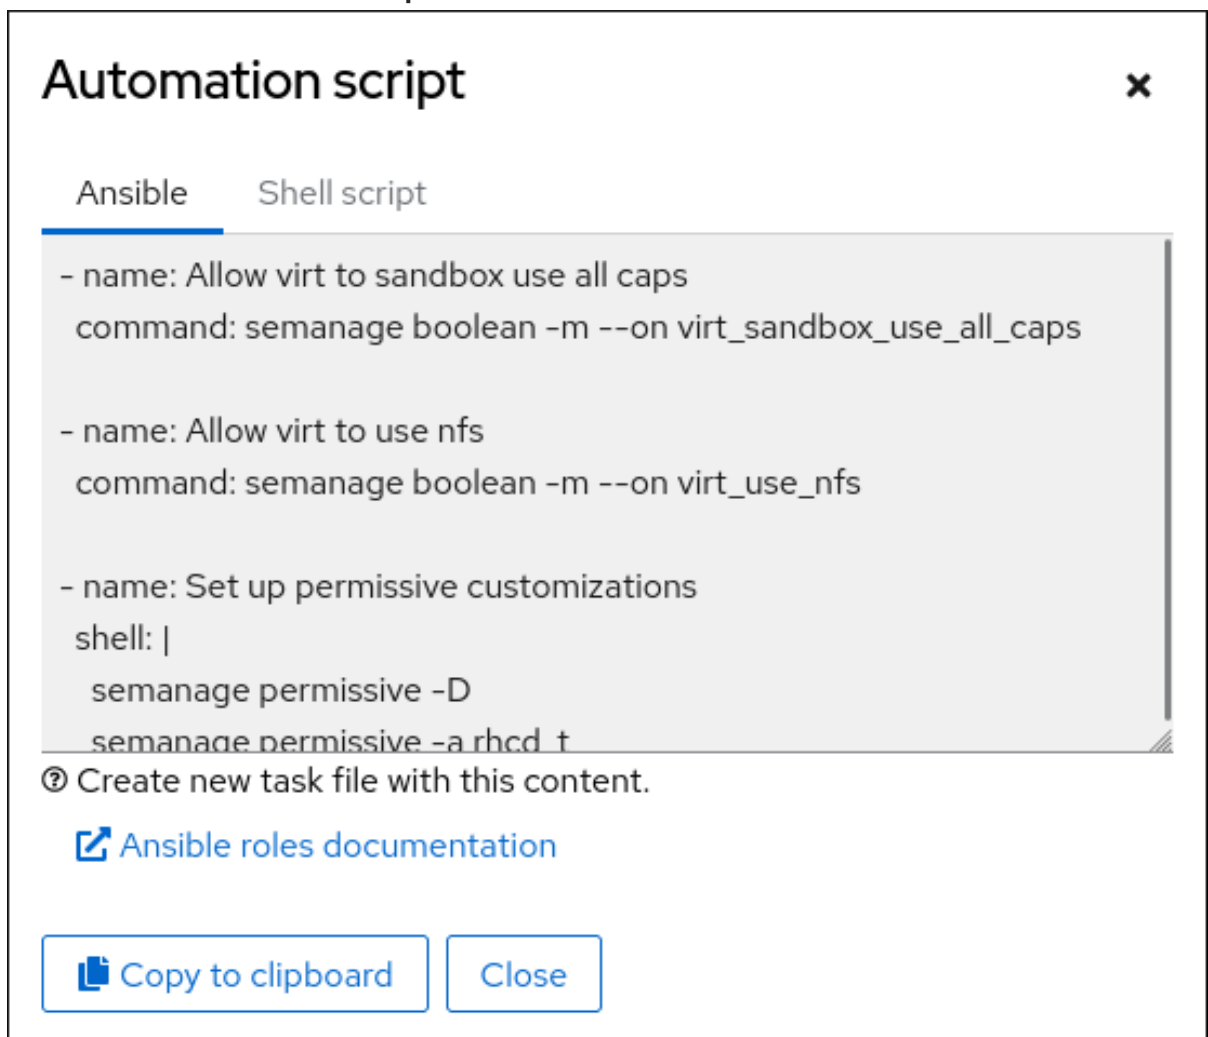 Automation script
Ansible
Shell script
- name: Allow virt to sandbox use all caps
command: semanage boolean -m --on virt_sandbox_use_all_caps
- name: Allow virt to use nfs
command: semanage boolean -m --on virt_use_nfs
- name: Set up permissive customizations
shell: |
semanage permissive -D
semanage permissive -a rhcd_t
Create new task file with this content.
Ansible roles documentation
Copy to clipboard
Close